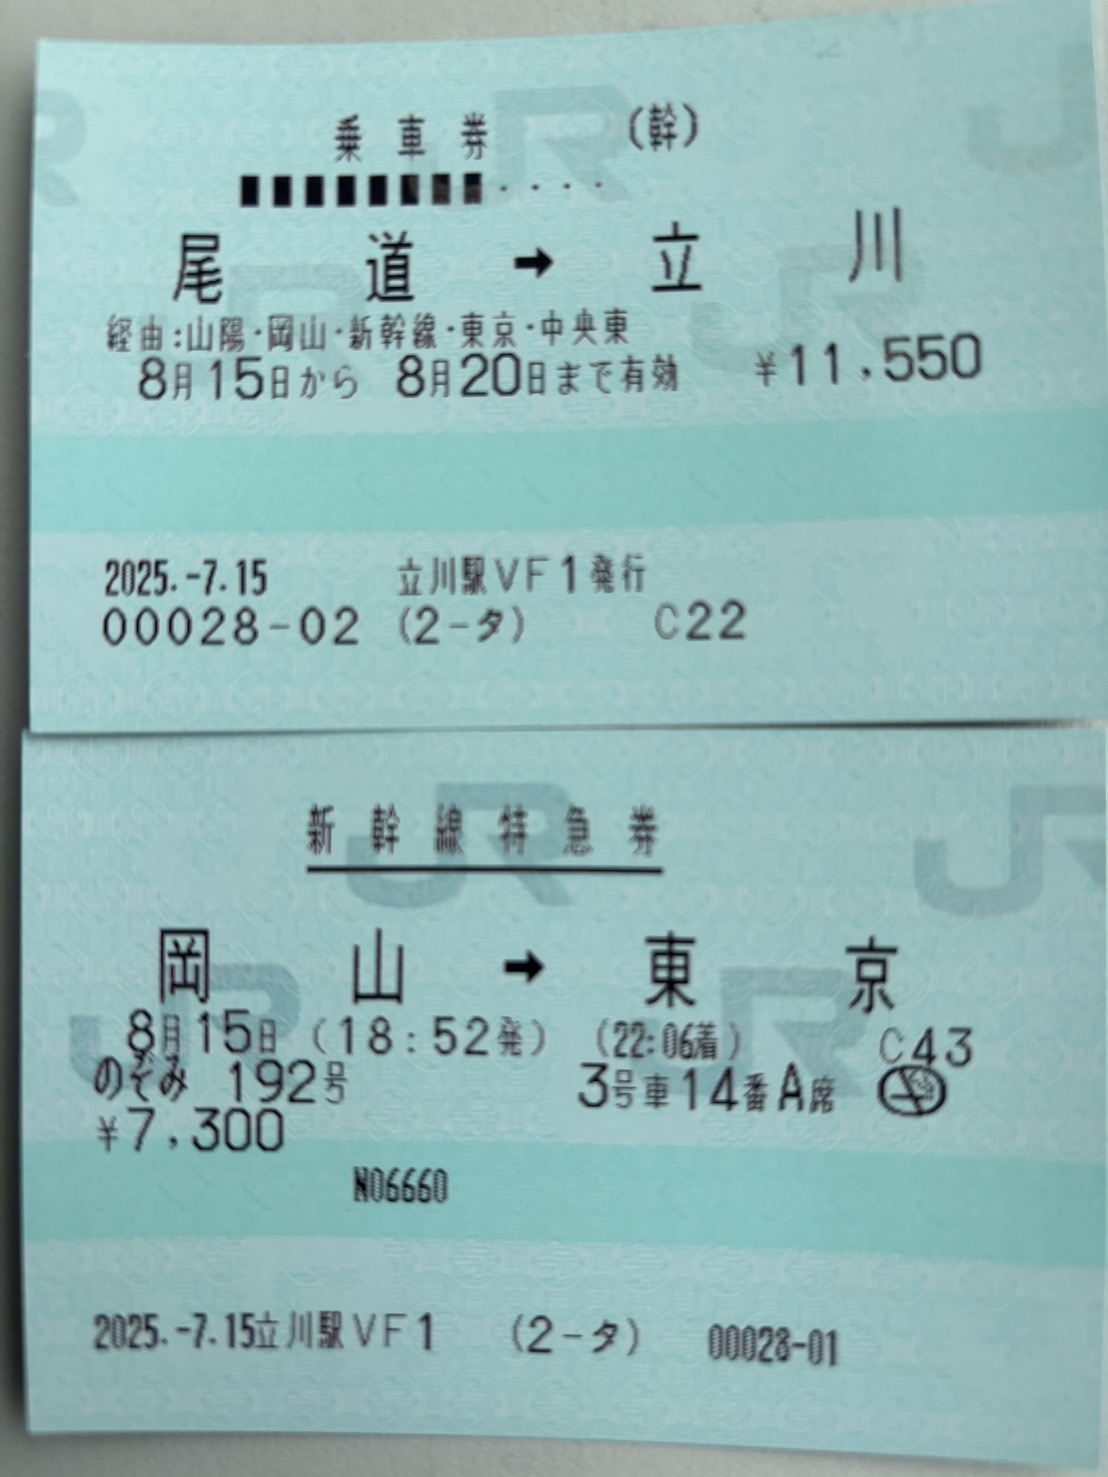 乗車券 (幹)
尾道 → 立川
経由:山陽・岡山・新幹線・東京・中央東
8月15日から 8月20日まで有効 ¥11,550
2025.-7.15 立川駅VF1発行
00028-02 (2-タ) C22
新幹線特急券
岡山 → 東京
8月15日 (18:52発) (22:06着) C43
のぞみ 192号 3号車14番A席
¥7,300
N06660
2025.-7.15立川駅VF1 (2-タ) 00028-01
JR